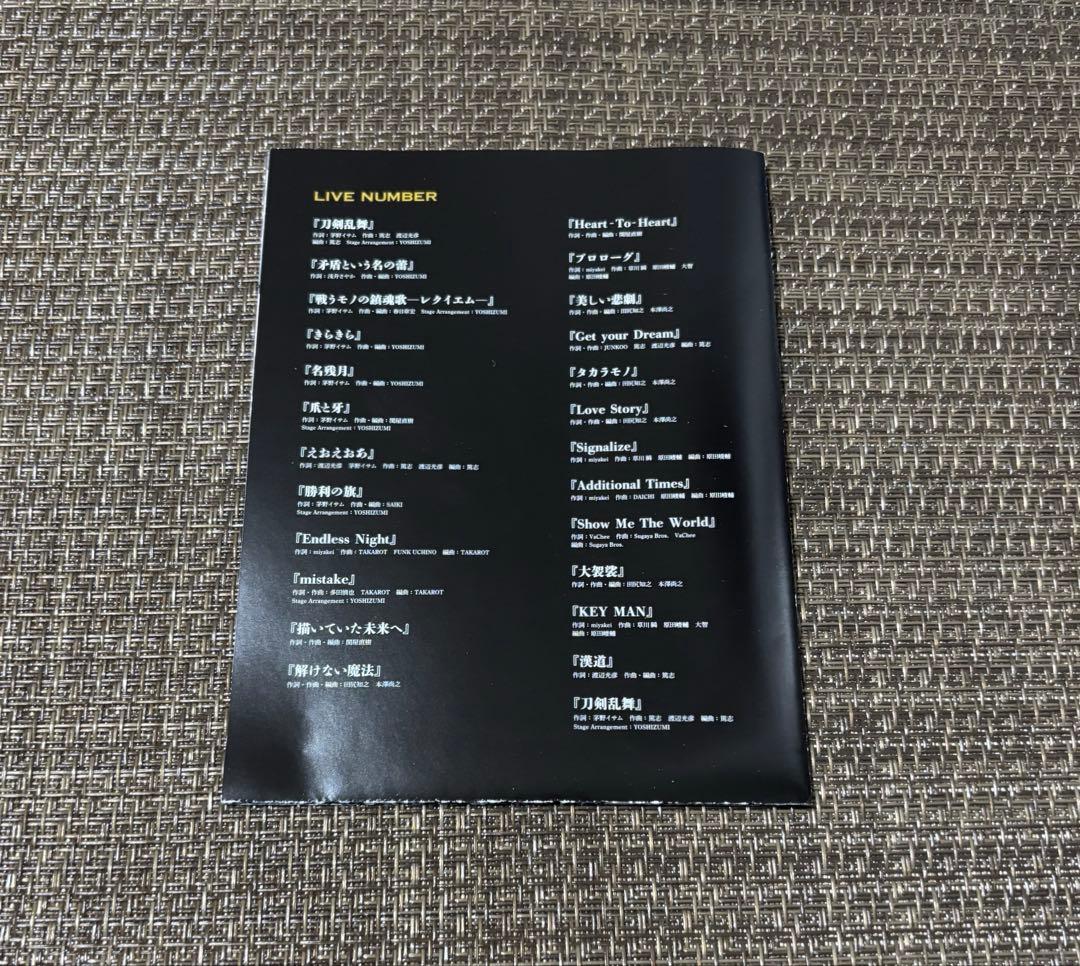 LIVE NUMBER
『刀剣乱舞』
作詞：茅野イサム　作曲：篤志　渡辺光彦
編曲：篤志　Stage Arrangement：YOSHIZUMI
『矛盾という名の蕾』
作詞：浅井さやか　作曲・編曲：YOSHIZUMI
『戦うモノの鎮魂歌―レクイエム―』
作詞：茅野イサム　作曲・編曲：春日章宏　Stage Arrangement：YOSHIZUMI
『きらきら』
作詞：茅野イサム　作曲・編曲：YOSHIZUMI
『名残月』
作詞：茅野イサム　作曲・編曲：YOSHIZUMI
『爪と牙』
作詞：茅野イサム　作曲・編曲：関屋直樹
Stage Arrangement：YOSHIZUMI
『えおえおあ』
作詞：渡辺光彦　茅野イサム　作曲：篤志　渡辺光彦　編曲：篤志
『勝利の旗』
作詞：茅野イサム　作曲・編曲：SAIKI
Stage Arrangement：YOSHIZUMI
『Endless Night』
作詞：miyakei　作曲：TAKAROT　FUNK UCHINO　編曲：TAKAROT
『mistake』
作詞・作曲：多田慎也　TAKAROT　編曲：TAKAROT
Stage Arrangement：YOSHIZUMI
『描いていた未来へ』
作詞・作曲・編曲：関屋直樹
『解けない魔法』
作詞・作曲・編曲：田尻知之　本澤尚之
『Heart-To-Heart』
作詞・作曲・編曲：関屋直樹
『プロローグ』
作詞：miyakei　作曲：草川瞬　原田峻輔　大智
編曲：原田峻輔
『美しい悲劇』
作詞・作曲・編曲：田尻知之　本澤尚之
『Get your Dream』
作詞・作曲：JUNKOO　篤志　渡辺光彦　編曲：篤志
『タカラモノ』
作詞・作曲・編曲：田尻知之　本澤尚之
『Love Story』
作詞・作曲・編曲：田尻知之　本澤尚之
『Signalize』
作詞：miyakei　作曲：草川瞬　原田峻輔　編曲：原田峻輔
『Additional Times』
作詞：miyakei　作曲：DAICHI　原田峻輔　編曲：原田峻輔
『Show Me The World』
作詞：VaChee　作曲：Sugaya Bros.　VaChee
編曲：Sugaya Bros.
『大袈裟』
作詞・作曲・編曲：田尻知之　本澤尚之
『KEY MAN』
作詞：miyakei　作曲：草川瞬　原田峻輔　大智
編曲：原田峻輔
『漢道』
作詞：渡辺光彦　作曲・編曲：篤志
『刀剣乱舞』
作詞：茅野イサム　作曲：篤志　渡辺光彦　編曲：篤志
Stage Arrangement：YOSHIZUMI